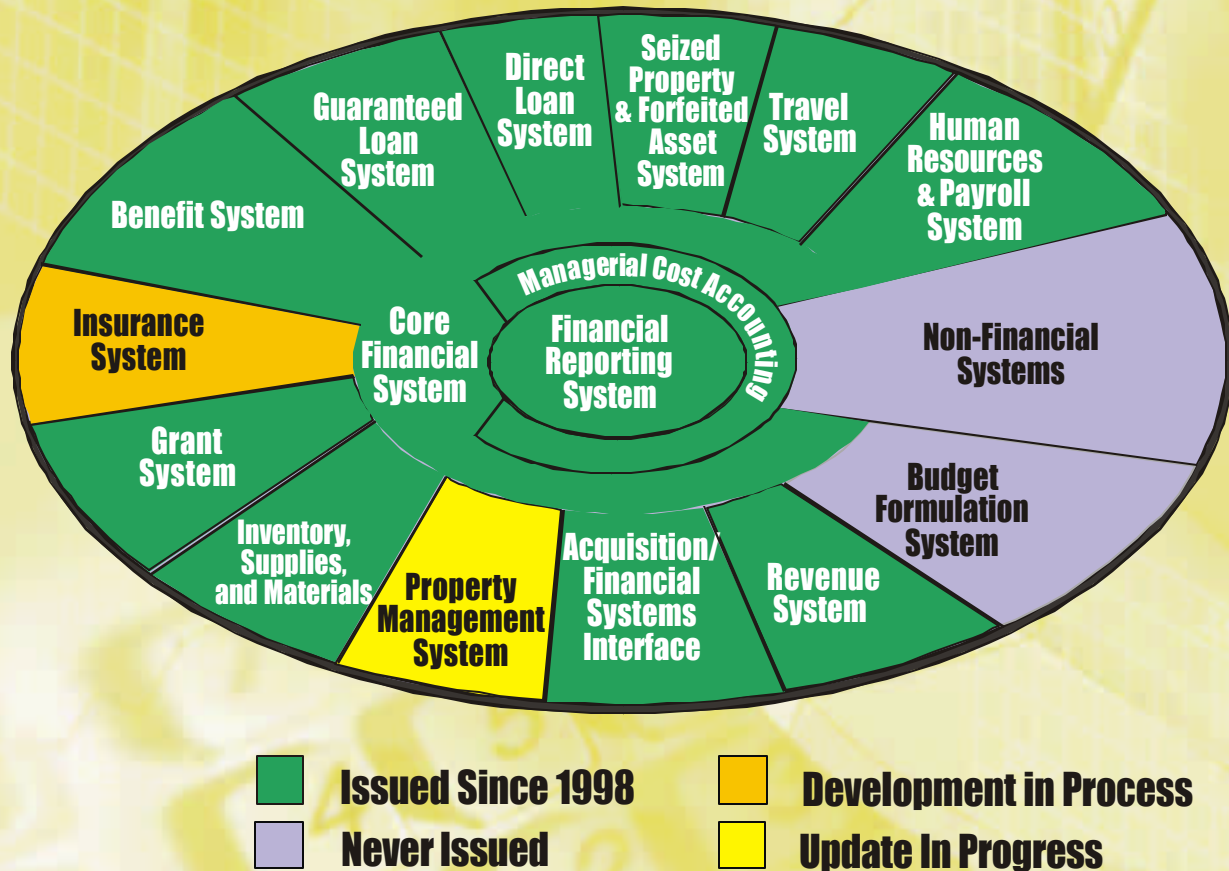 Seized
Property
& Forfeited
Asset
System
Direct
Loan
System
Guaranteed
Loan
System
Travel
System
Human
Resources
& Payroll
System
Benefit System
Managerial Cost Accounting
Insurance
System
Core
Financial
System
Financial
Reporting
System
Non-Financial
Systems
Grant
System
Budget
Formulation
System
Inventory,
Supplies,
and Materials
Property
Management
System
Acquisition/
Financial
Systems
Interface
Revenue
System
Issued Since 1998
Development in Process
Never Issued
Update In Progress